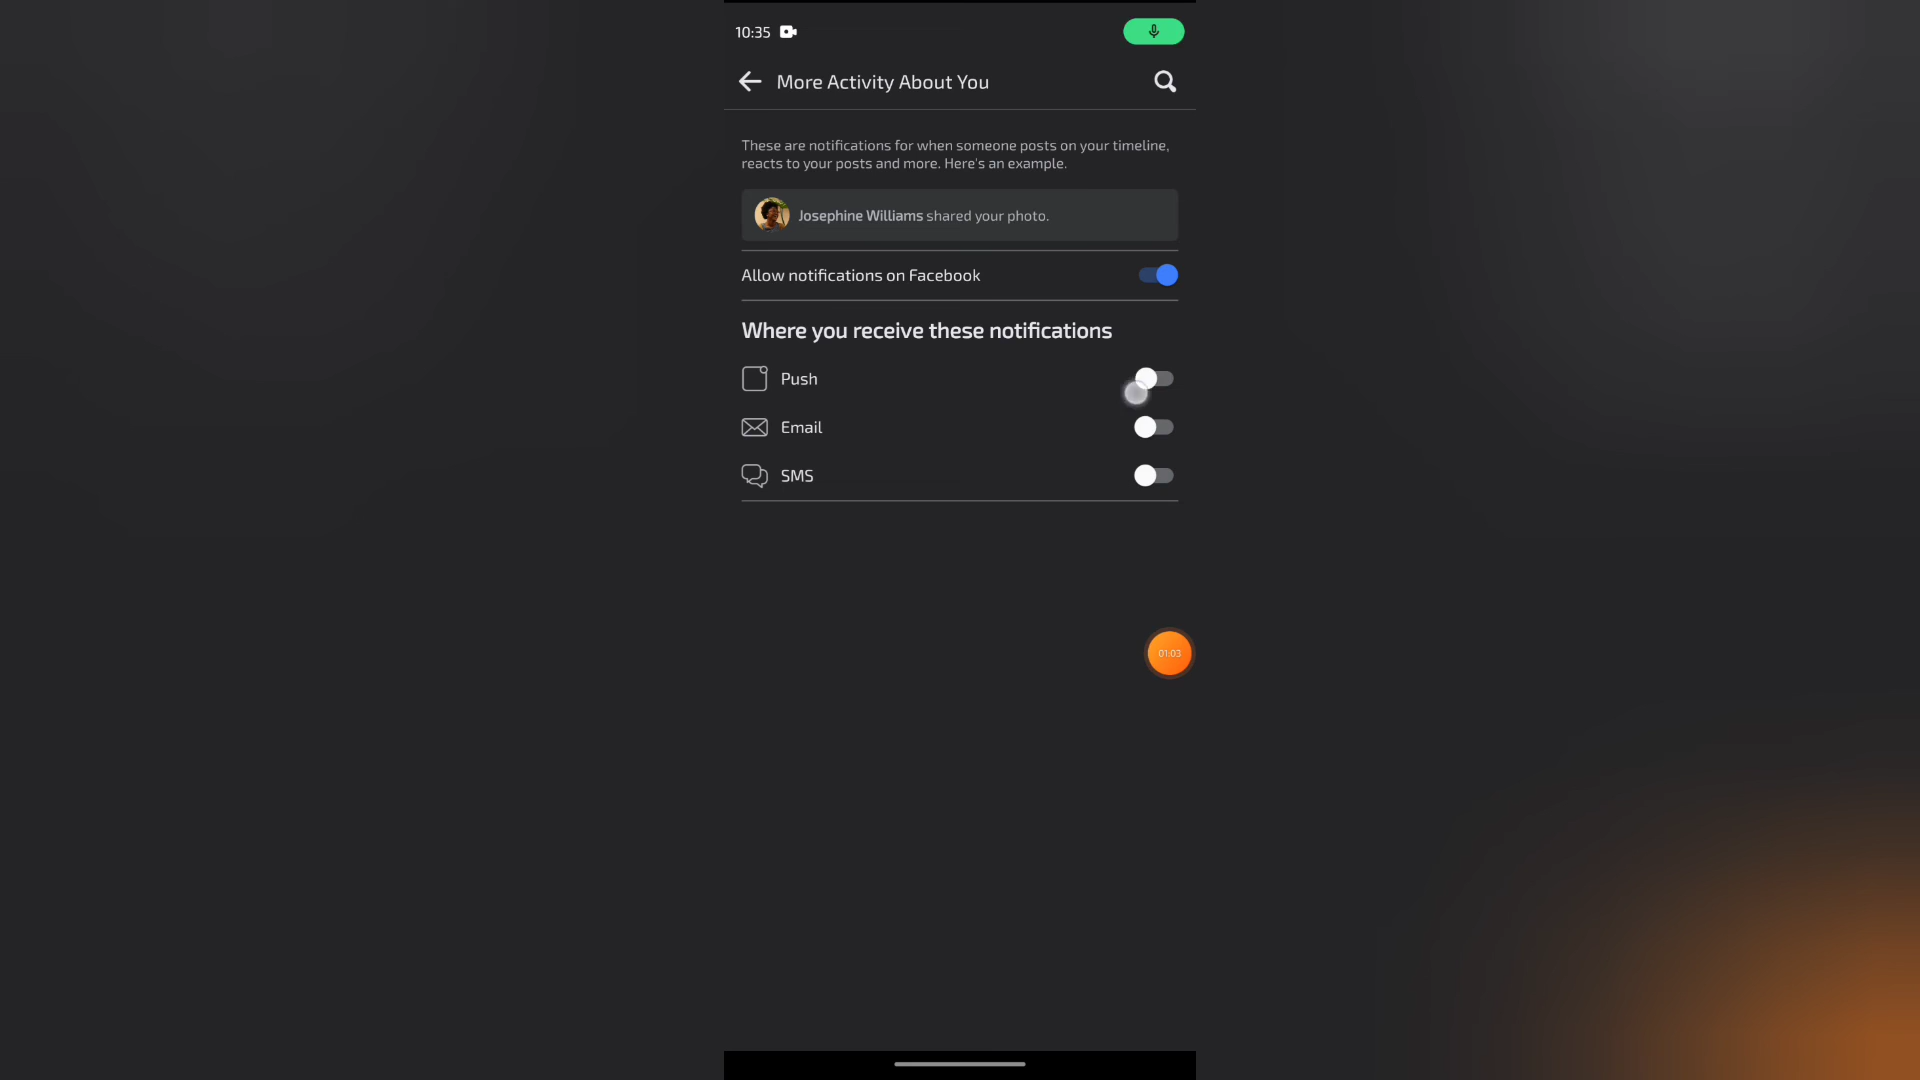 10:35
More Activity About You
These are notifications for when someone posts on your timeline,
reacts to your posts and more. Here's an example.
Josephine Williams shared your photo.
Allow notifications on Facebook
Where you receive these notifications
Push
Email
SMS
01:03